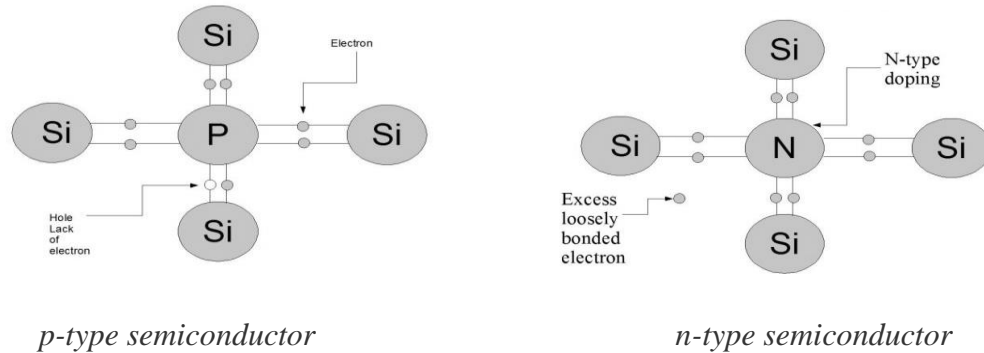 Si
Electron
Si
P
Si
Hole
Lack
of
electron
Si
p-type semiconductor
Si
N-type
doping
Si
N
Si
Excess
loosely
bonded
electron
Si
n-type semiconductor